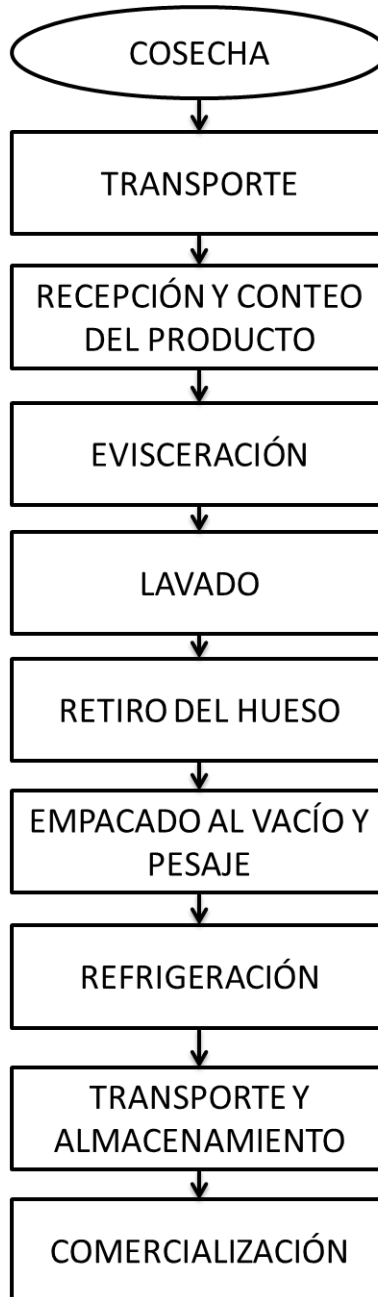 COSECHA
TRANSPORTE
RECEPCIÓN Y CONTEO
DEL PRODUCTO
EVISCERACIÓN
LAVADO
RETIRO DEL HUESO
EMPACADO AL VACÍO Y
PESAJE
REFRIGERACIÓN
TRANSPORTE Y
ALMACENAMIENTO
COMERCIALIZACIÓN